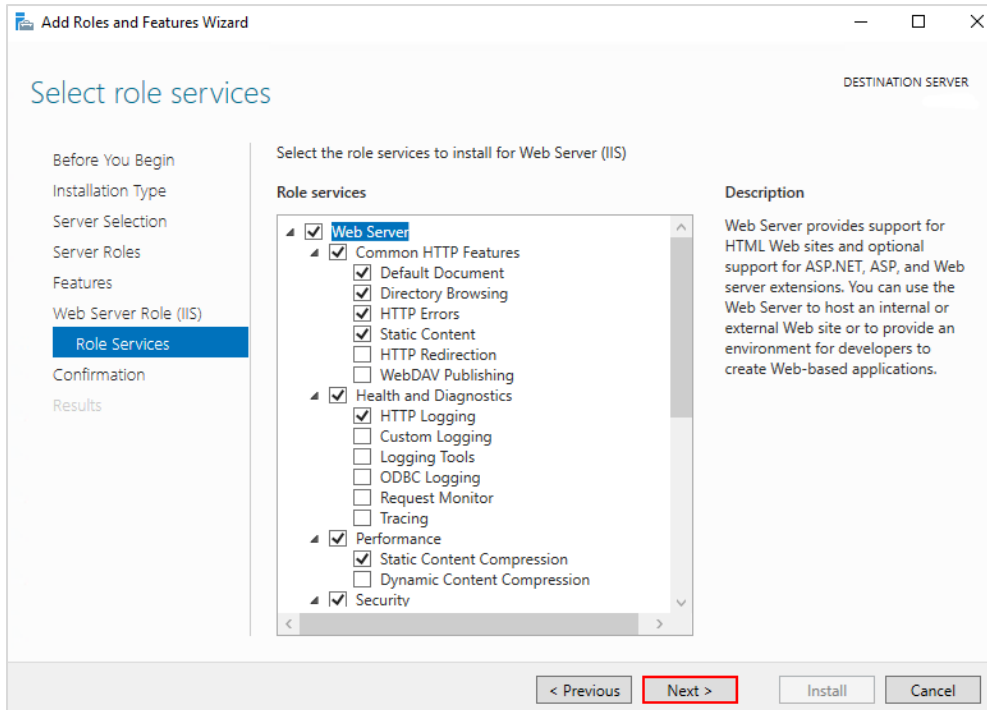 Add Roles and Features Wizard
Select role services
DESTINATION SERVER
Before You Begin
Installation Type
Server Selection
Server Roles
Features
Web Server Role (IIS)
Role Services
Confirmation
Results
Select the role services to install for Web Server (IIS)
Role services
Web Server
Common HTTP Features
Default Document
Directory Browsing
HTTP Errors
Static Content
HTTP Redirection
WebDAV Publishing
Health and Diagnostics
HTTP Logging
Custom Logging
Logging Tools
ODBC Logging
Request Monitor
Tracing
Performance
Static Content Compression
Dynamic Content Compression
Security
Description
Web Server provides support for
HTML Web sites and optional
support for ASP.NET, ASP, and Web
server extensions. You can use the
Web Server to host an internal or
external Web site or to provide an
environment for developers to
create Web-based applications.
< Previous
Next >
Install
Cancel